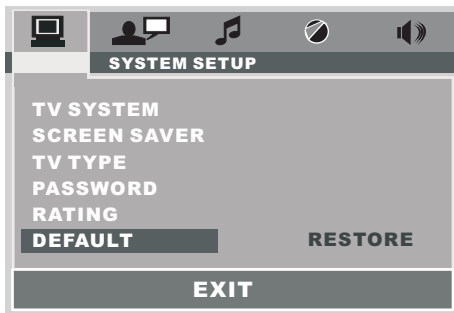 SYSTEM SETUP
TV SYSTEM
SCREEN SAVER
TV TYPE
PASSWORD
RATING
DEFAULT RESTORE
EXIT